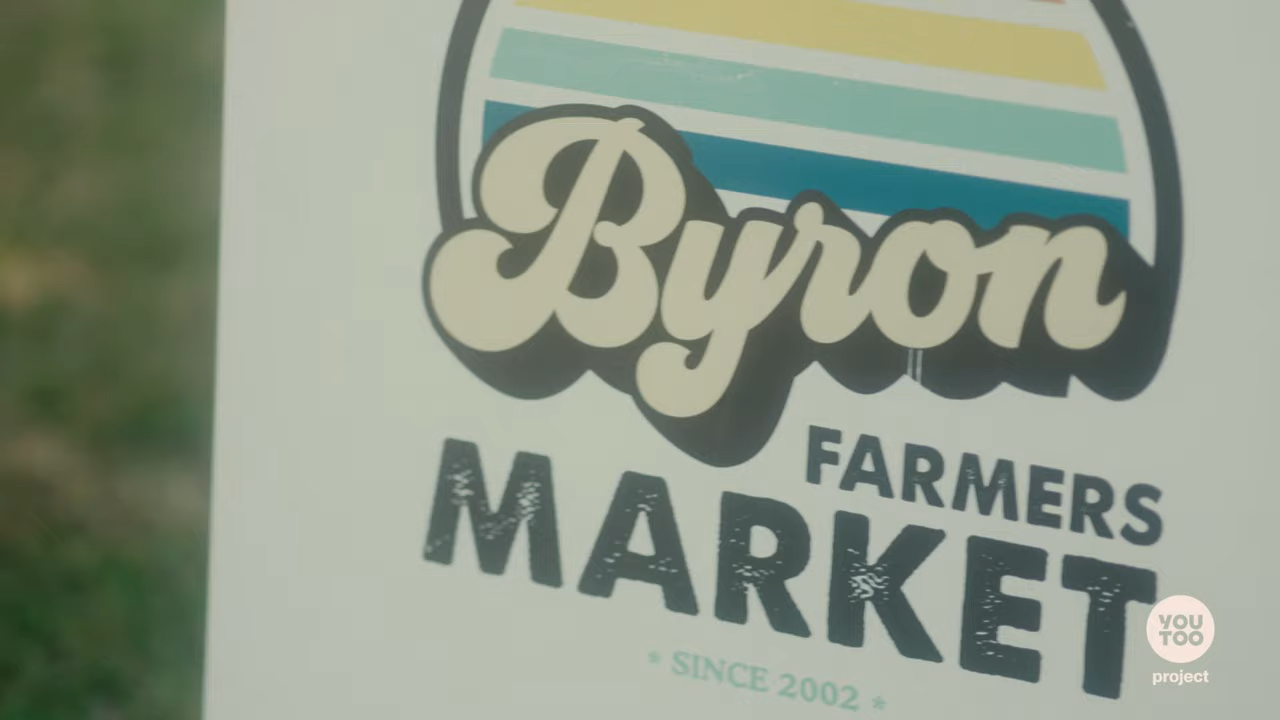 Byron
FARMERS
MARKET
* SINCE 2002 *
YOU
TOO
project